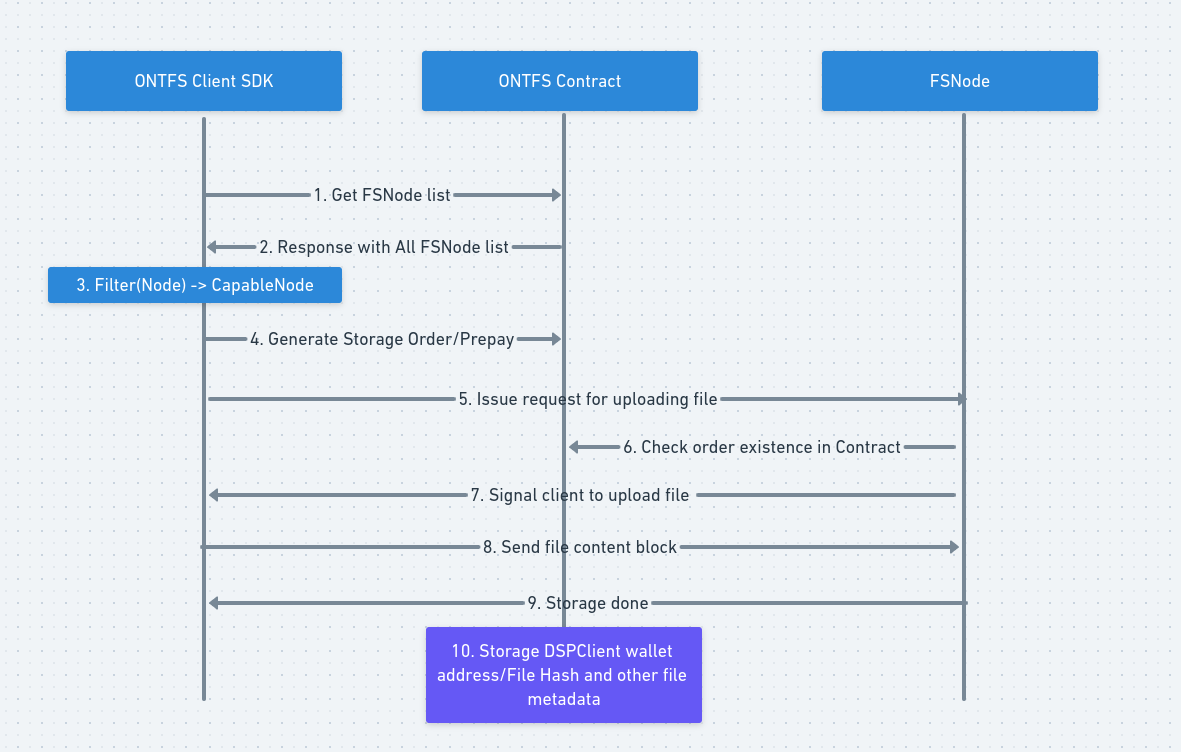 ONTFS Client SDK
ONTFS Contract
FSNode
1. Get FSNode list
2. Response with All FSNode list
3. Filter(Node) -> CapableNode
4. Generate Storage Order/Prepay
5. Issue request for uploading file
6. Check order existence in Contract
7. Signal client to upload file
8. Send file content block
9. Storage done
10. Storage DSPClient wallet
address/File Hash and other file
metadata